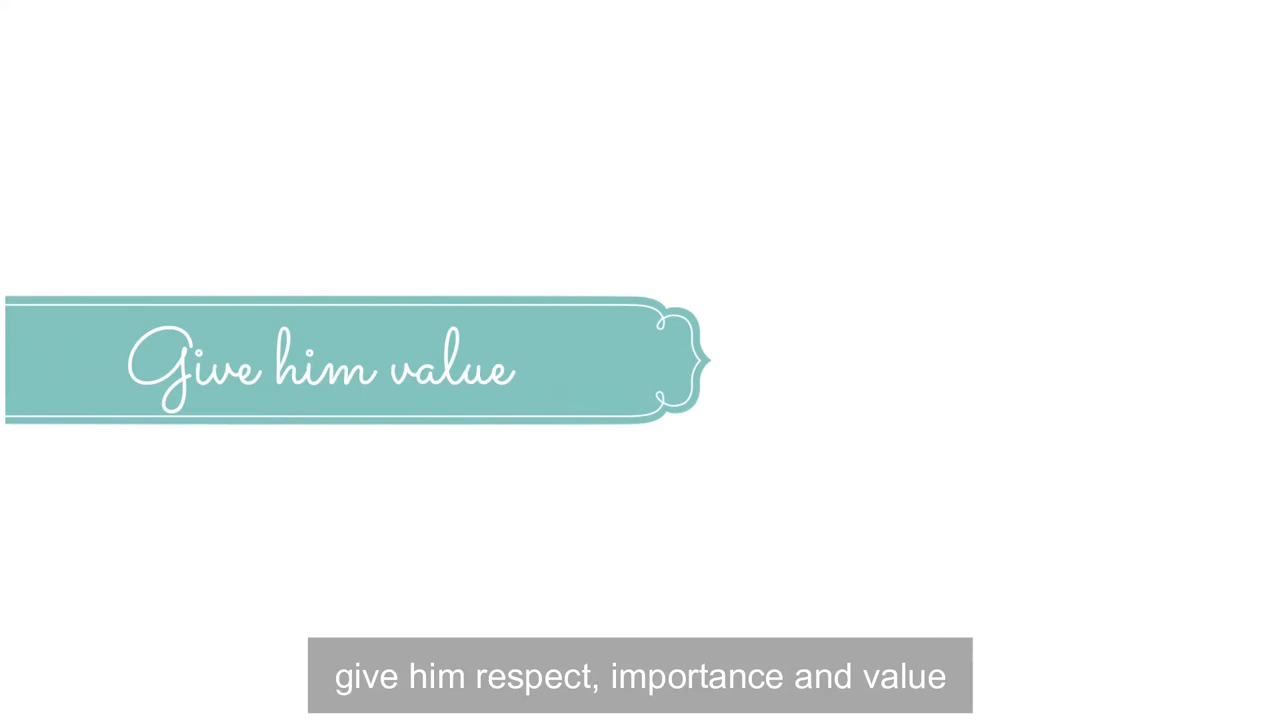 Give him value
give him respect, importance and value